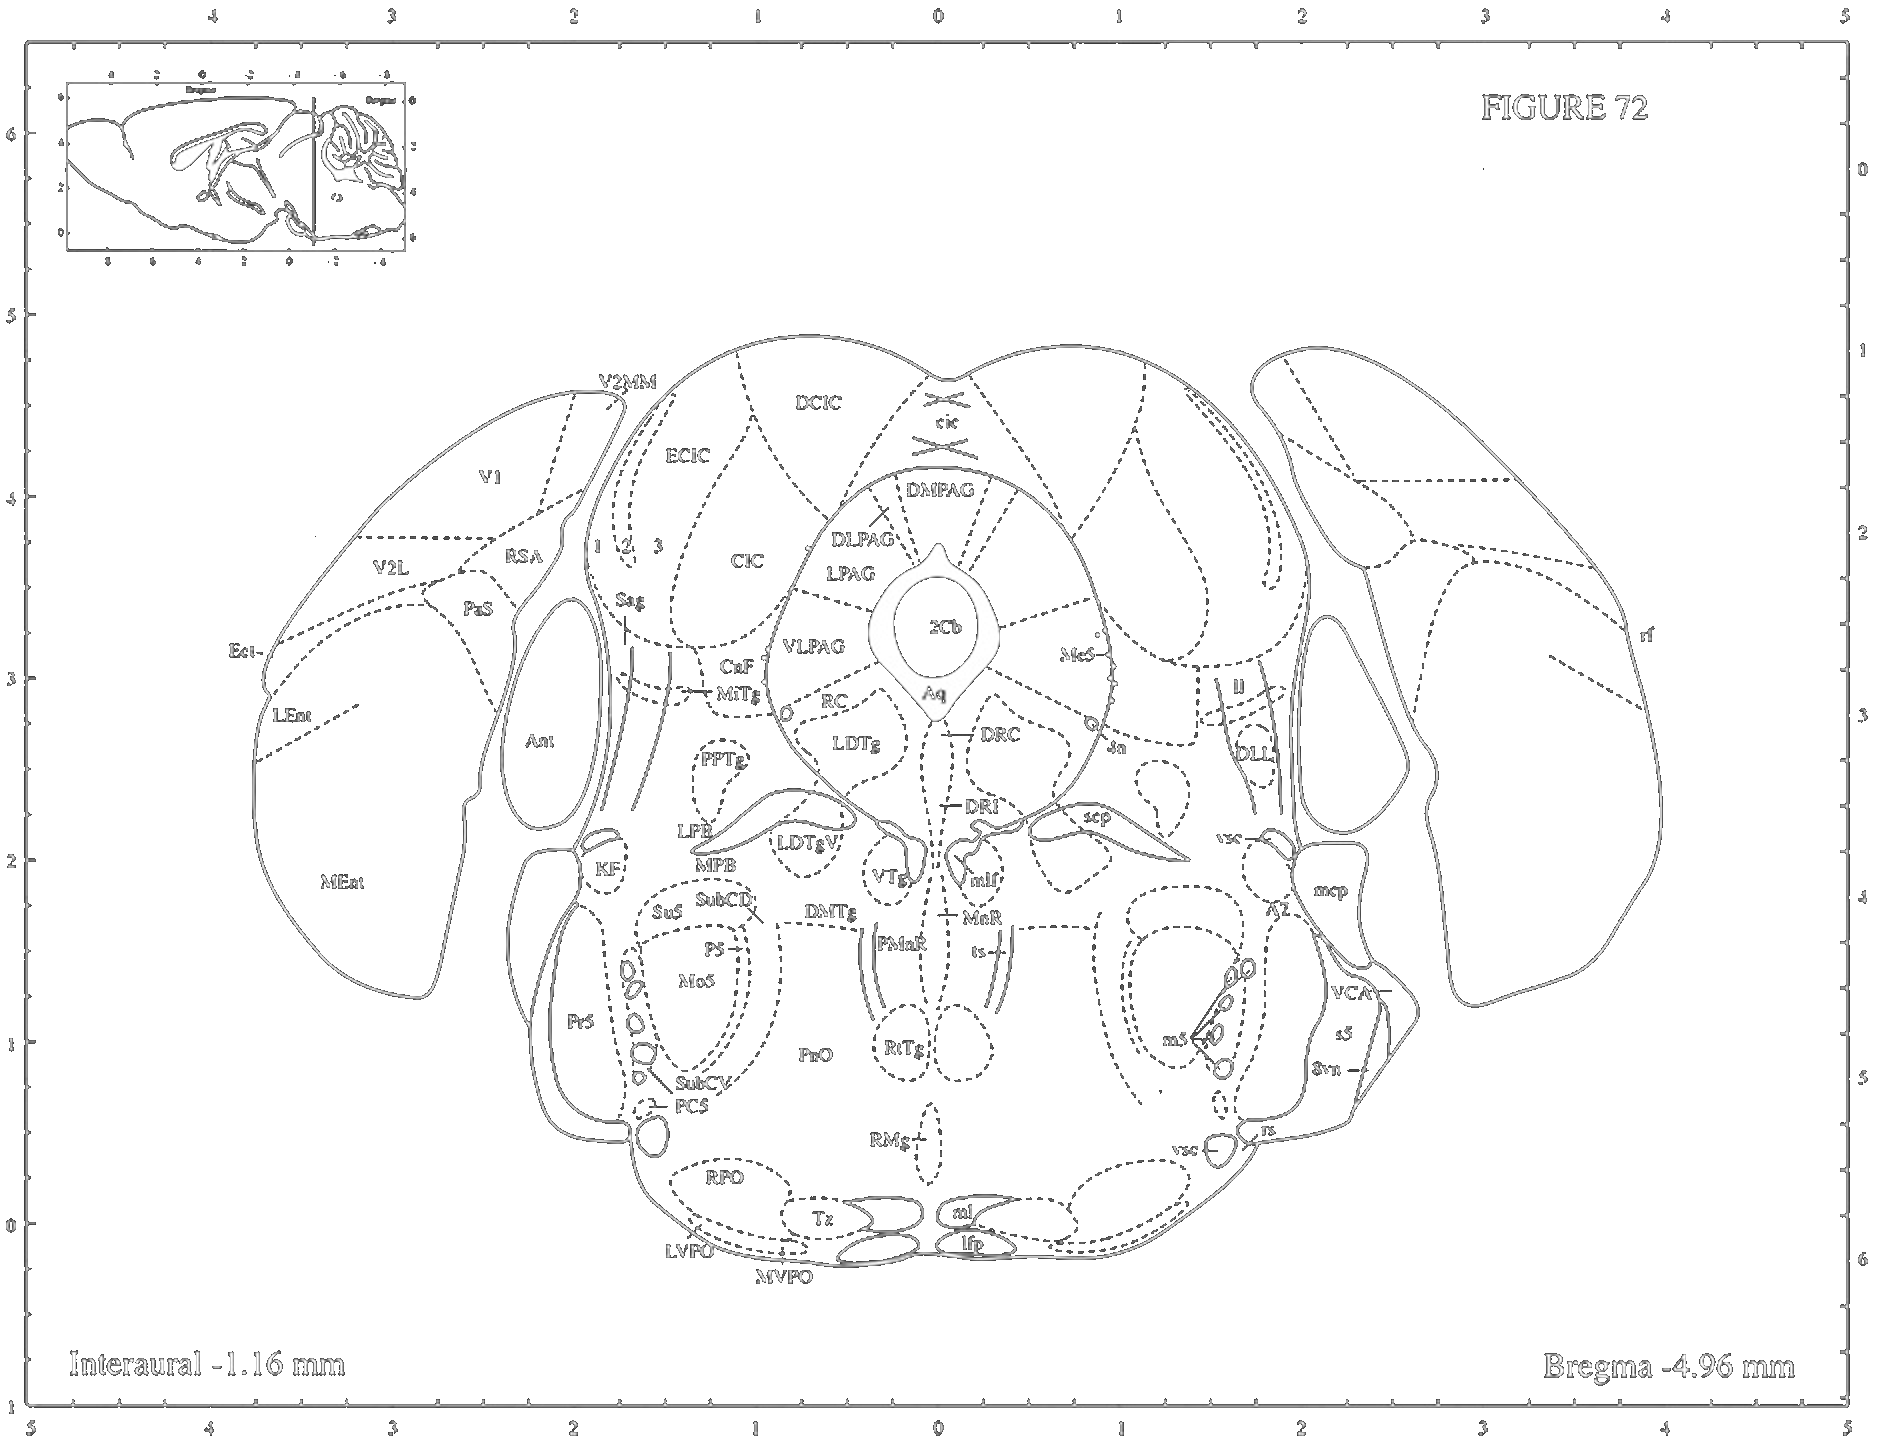 4 3 2 1 0 1 2 3 4 5
FIGURE 72
Bregma
Bregma
6
0
5
1
V2MM
DCIC
cic
ECIC
V1
4
DMPAG
2
DLPAG
1 2 3
RSA
CIC
V2L
LPAG
Sag
PaS
2Cb
rf
Ect
VLPAG
Me5
3
CnF
MiTg
Aq
ll
RC
LEnt
3
Ant
LDTg
DRC
4n
PPTg
DLL
DRI
LPB
scp
vsc
LDTgV
2
KF
MPB
VTg
mlf
MEnt
mcp
SubCD
Su5
DMTg
MnR
A2
4
P5
PMnR
ts
Mo5
VCA
Pr5
s5
1
PnO
RtTg
m5
8vn
SubCV
5
PC5
RMg
rs
vsc
RPO
0
Tz
ml
LVPO
lfp
6
MVPO
Interaural -1.16 mm
Bregma -4.96 mm
1
5 4 3 2 1 0 1 2 3 4 5